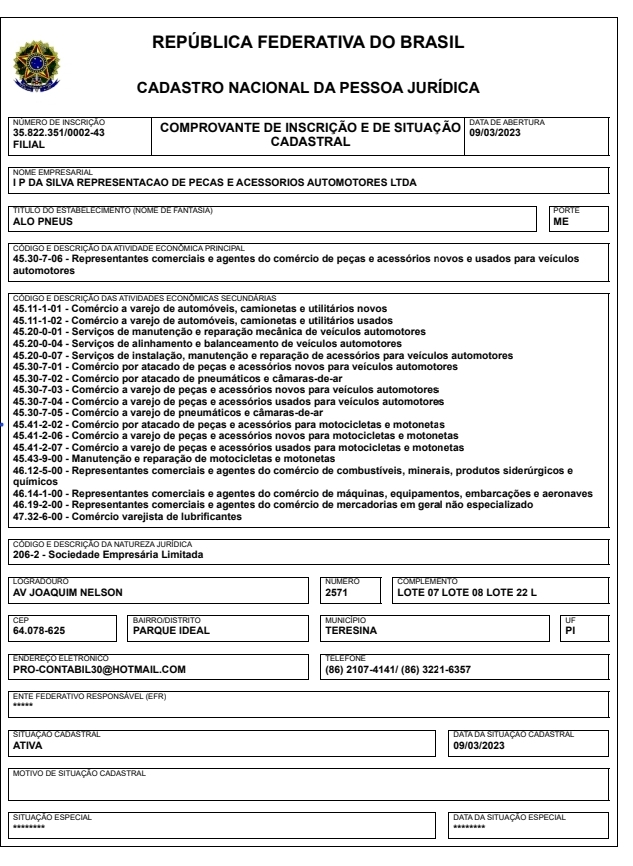 REPÚBLICA FEDERATIVA DO BRASIL
CADASTRO NACIONAL DA PESSOA JURÍDICA
NÚMERO DE INSCRIÇÃO
35.822.351/0002-43
FILIAL
COMPROVANTE DE INSCRIÇÃO E DE SITUAÇÃO
CADASTRAL
DATA DE ABERTURA
09/03/2023
NOME EMPRESARIAL
I P DA SILVA REPRESENTACAO DE PECAS E ACESSORIOS AUTOMOTORES LTDA
TÍTULO DO ESTABELECIMENTO (NOME DE FANTASIA)
ALO PNEUS
PORTE
ME
CÓDIGO E DESCRIÇÃO DA ATIVIDADE ECONÔMICA PRINCIPAL
45.30-7-06 - Representantes comerciais e agentes do comércio de peças e acessórios novos e usados para veículos
automotores
CÓDIGO E DESCRIÇÃO DAS ATIVIDADES ECONÔMICAS SECUNDÁRIAS
45.11-1-01 - Comércio a varejo de automóveis, camionetas e utilitários novos
45.11-1-02 - Comércio a varejo de automóveis, camionetas e utilitários usados
45.20-0-01 - Serviços de manutenção e reparação mecânica de veículos automotores
45.20-0-04 - Serviços de alinhamento e balanceamento de veículos automotores
45.20-0-07 - Serviços de instalação, manutenção e reparação de acessórios para veículos automotores
45.30-7-01 - Comércio por atacado de peças e acessórios novos para veículos automotores
45.30-7-02 - Comércio por atacado de pneumáticos e câmaras-de-ar
45.30-7-03 - Comércio a varejo de peças e acessórios novos para veículos automotores
45.30-7-04 - Comércio a varejo de peças e acessórios usados para veículos automotores
45.30-7-05 - Comércio a varejo de pneumáticos e câmaras-de-ar
45.41-2-02 - Comércio por atacado de peças e acessórios para motocicletas e motonetas
45.41-2-06 - Comércio a varejo de peças e acessórios novos para motocicletas e motonetas
45.41-2-07 - Comércio a varejo de peças e acessórios usados para motocicletas e motonetas
45.43-9-00 - Manutenção e reparação de motocicletas e motonetas
46.12-5-00 - Representantes comerciais e agentes do comércio de combustíveis, minerais, produtos siderúrgicos e
químicos
46.14-1-00 - Representantes comerciais e agentes do comércio de máquinas, equipamentos, embarcações e aeronaves
46.19-2-00 - Representantes comerciais e agentes do comércio de mercadorias em geral não especializado
47.32-6-00 - Comércio varejista de lubrificantes
CÓDIGO E DESCRIÇÃO DA NATUREZA JURÍDICA
206-2 - Sociedade Empresária Limitada
LOGRADOURO
AV JOAQUIM NELSON
NÚMERO
2571
COMPLEMENTO
LOTE 07 LOTE 08 LOTE 22 L
CEP
64.078-625
BAIRRO/DISTRITO
PARQUE IDEAL
MUNICÍPIO
TERESINA
UF
PI
ENDEREÇO ELETRÔNICO
PRO-CONTABIL30@HOTMAIL.COM
TELEFONE
(86) 2107-4141/ (86) 3221-6357
ENTE FEDERATIVO RESPONSÁVEL (EFR)
*****
SITUAÇÃO CADASTRAL
ATIVA
DATA DA SITUAÇÃO CADASTRAL
09/03/2023
MOTIVO DE SITUAÇÃO CADASTRAL
SITUAÇÃO ESPECIAL
********
DATA DA SITUAÇÃO ESPECIAL
********